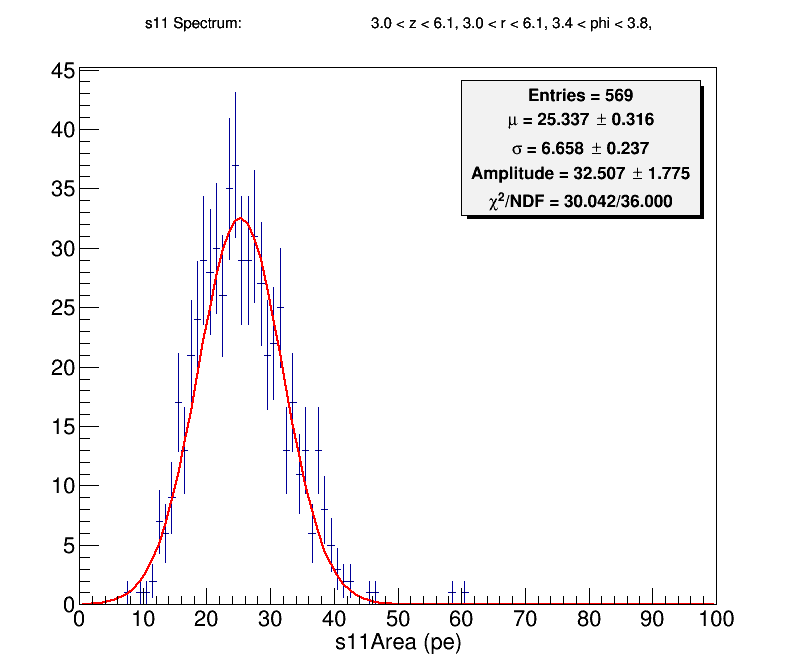 s11 Spectrum: 3.0 < z < 6.1, 3.0 < r < 6.1, 3.4 < phi < 3.8,
Entries = 569
μ = 25.337 ± 0.316
σ = 6.658 ± 0.237
Amplitude = 32.507 ± 1.775
χ²/NDF = 30.042/36.000
45
40
35
30
25
20
15
10
5
0
0 10 20 30 40 50 60 70 80 90 100
s11Area (pe)